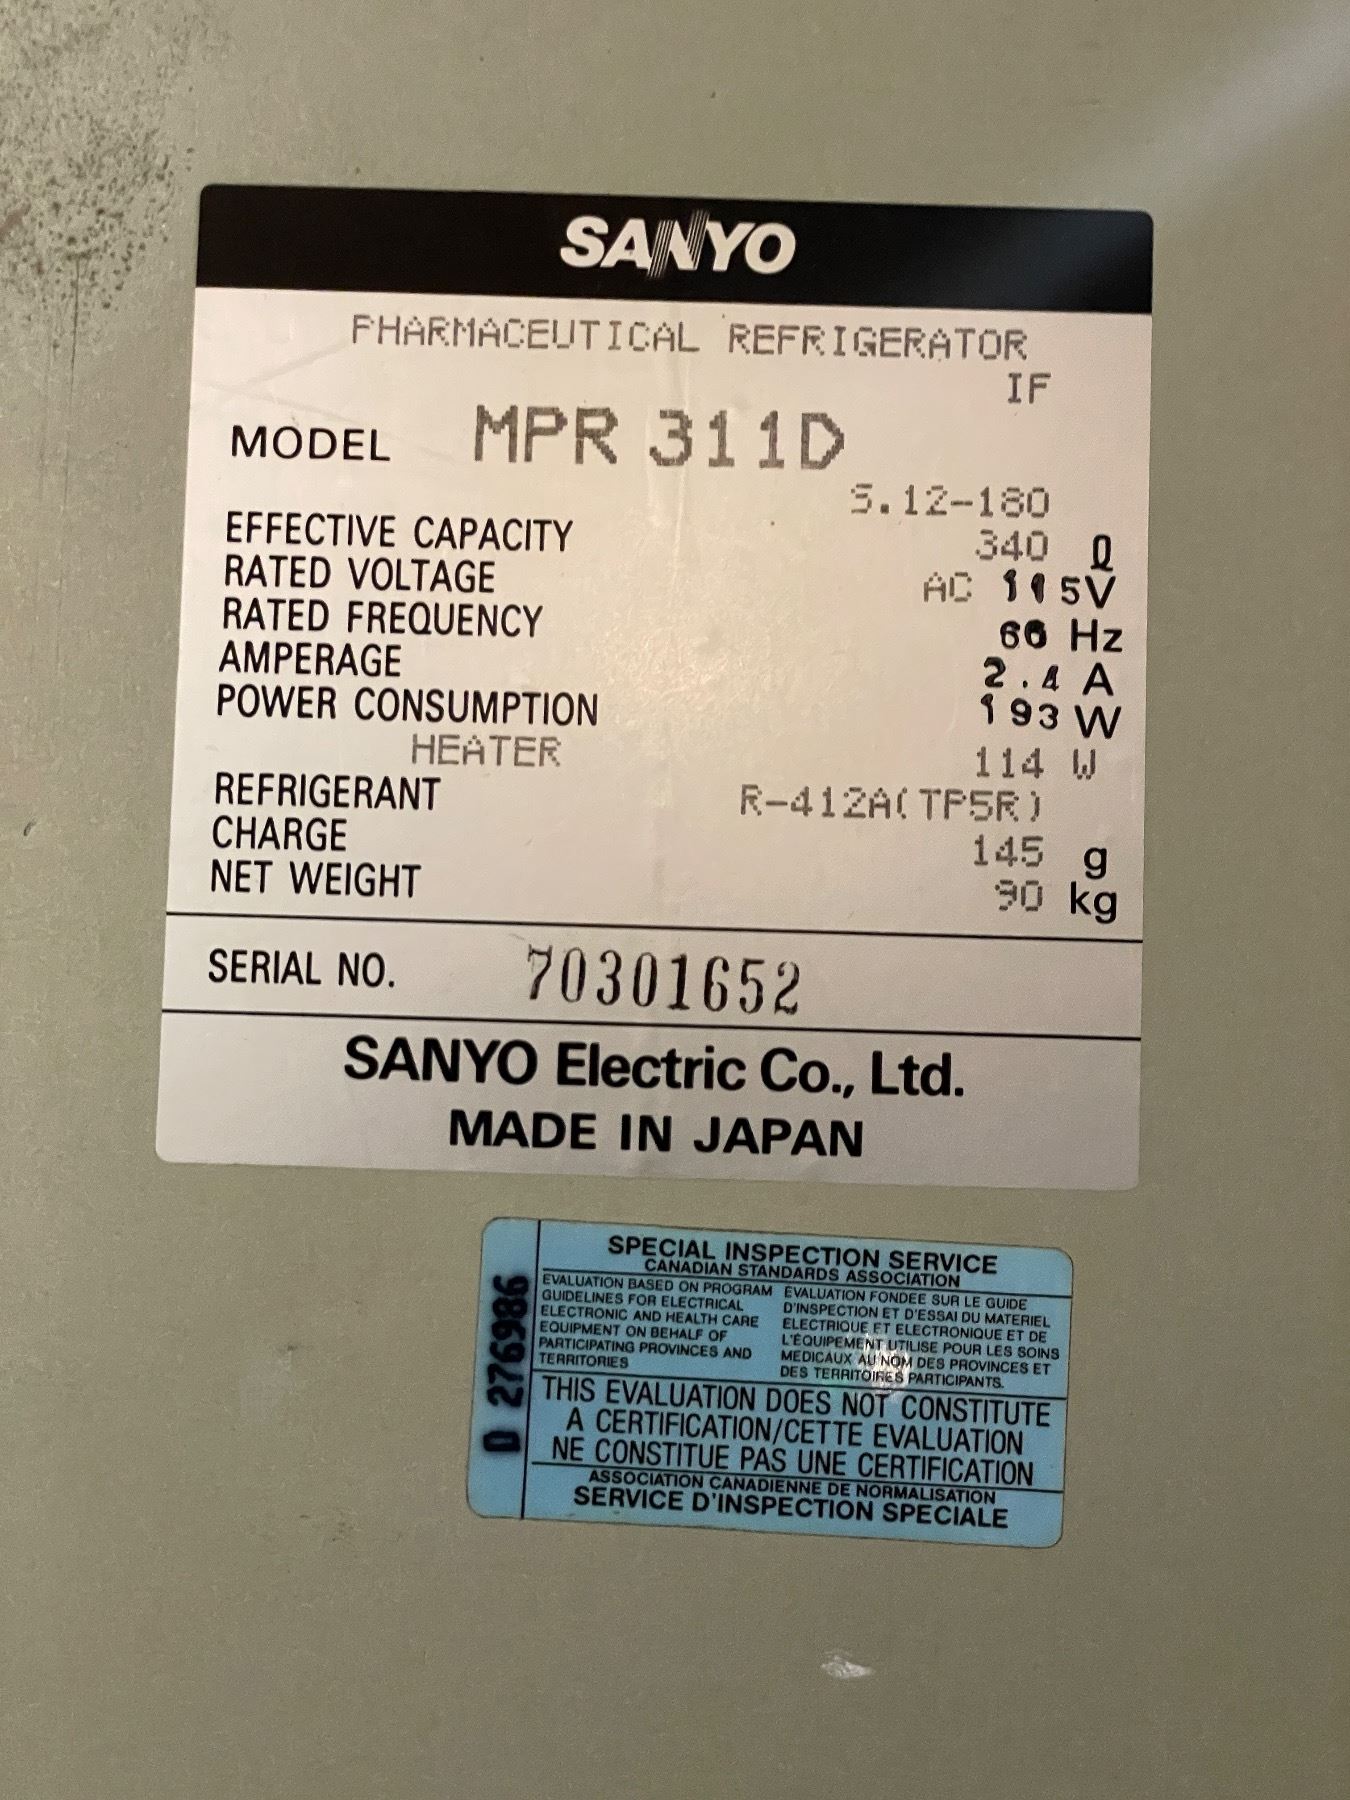 SANYO
PHARMACEUTICAL REFRIGERATOR
IF
MODEL MPR 311D
S.12-180
EFFECTIVE CAPACITY 340 ℓ
RATED VOLTAGE AC 115V
RATED FREQUENCY 60 Hz
AMPERAGE 2.4 A
POWER CONSUMPTION 193 W
HEATER 114 W
REFRIGERANT R-412A(TP5R)
CHARGE 145 g
NET WEIGHT 90 kg
SERIAL NO. 70301652
SANYO Electric Co., Ltd.
MADE IN JAPAN
D 276986
SPECIAL INSPECTION SERVICE
CANADIAN STANDARDS ASSOCIATION
EVALUATION BASED ON PROGRAM
GUIDELINES FOR ELECTRICAL
ELECTRONIC AND HEALTH CARE
EQUIPMENT ON BEHALF OF
PARTICIPATING PROVINCES AND
TERRITORIES
EVALUATION FONDEE SUR LE GUIDE
D'INSPECTION ET D'ESSAI DU MATERIEL
ELECTRIQUE ET ELECTRONIQUE ET DE
L'ÉQUIPEMENT UTILISE POUR LES SOINS
MEDICAUX AU NOM DES PROVINCES ET
DES TERRITOIRES PARTICIPANTS.
THIS EVALUATION DOES NOT CONSTITUTE
A CERTIFICATION/CETTE EVALUATION
NE CONSTITUE PAS UNE CERTIFICATION
ASSOCIATION CANADIENNE DE NORMALISATION
SERVICE D'INSPECTION SPECIALE